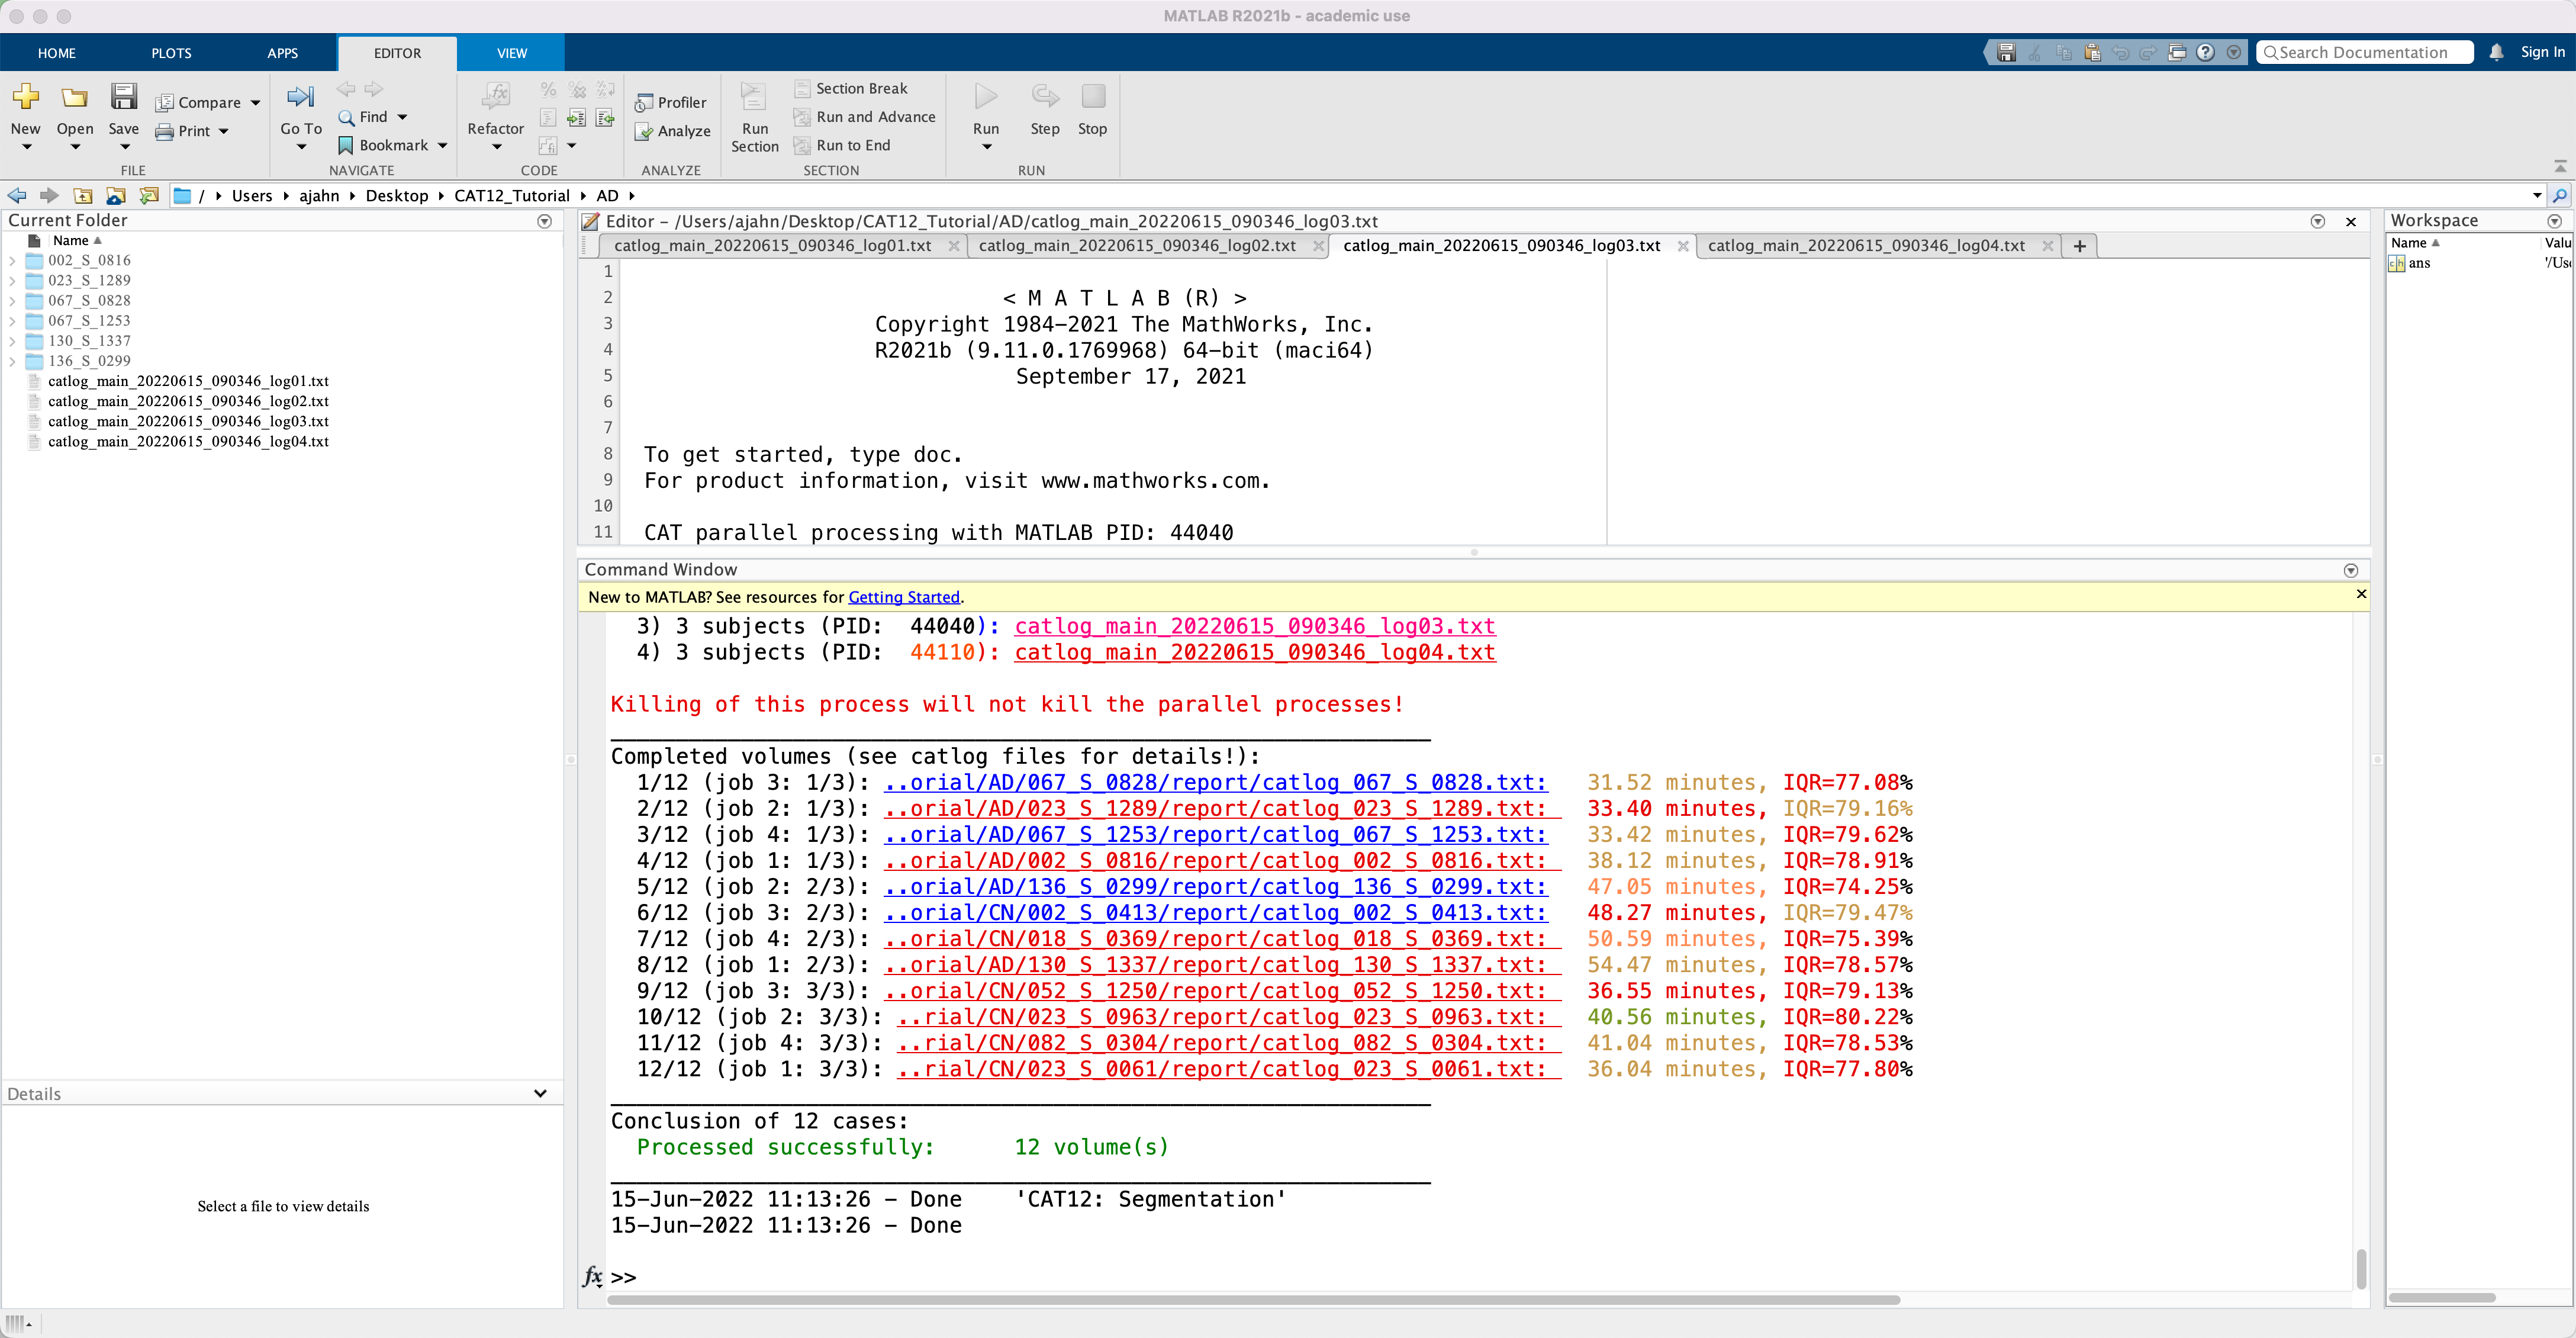 MATLAB R2021b - academic use
HOME PLOTS APPS EDITOR VIEW
Search Documentation
Sign In
New
Open
Save
Compare
Print
FILE
Go To
Find
Bookmark
NAVIGATE
Refactor
CODE
Profiler
Analyze
ANALYZE
Run Section
Section Break
Run and Advance
Run to End
SECTION
Run
Step
Stop
RUN
/ Users ajahn Desktop CAT12_Tutorial AD
Current Folder
Name
002_S_0816
023_S_1289
067_S_0828
067_S_1253
130_S_1337
136_S_0299
catlog_main_20220615_090346_log01.txt
catlog_main_20220615_090346_log02.txt
catlog_main_20220615_090346_log03.txt
catlog_main_20220615_090346_log04.txt
Details
Select a file to view details
Editor - /Users/ajahn/Desktop/CAT12_Tutorial/AD/catlog_main_20220615_090346_log03.txt
catlog_main_20220615_090346_log01.txt catlog_main_20220615_090346_log02.txt catlog_main_20220615_090346_log03.txt catlog_main_20220615_090346_log04.txt +
1
2 < M A T L A B (R) >
3 Copyright 1984-2021 The MathWorks, Inc.
4 R2021b (9.11.0.1769968) 64-bit (maci64)
5 September 17, 2021
6
7
8 To get started, type doc.
9 For product information, visit www.mathworks.com.
10
11 CAT parallel processing with MATLAB PID: 44040
Command Window
New to MATLAB? See resources for Getting Started.
3) 3 subjects (PID: 44040): catlog_main_20220615_090346_log03.txt
4) 3 subjects (PID: 44110): catlog_main_20220615_090346_log04.txt
Killing of this process will not kill the parallel processes!
Completed volumes (see catlog files for details!):
1/12 (job 3: 1/3): ..orial/AD/067_S_0828/report/catlog_067_S_0828.txt: 31.52 minutes, IQR=77.08%
2/12 (job 2: 1/3): ..orial/AD/023_S_1289/report/catlog_023_S_1289.txt: 33.40 minutes, IQR=79.16%
3/12 (job 4: 1/3): ..orial/AD/067_S_1253/report/catlog_067_S_1253.txt: 33.42 minutes, IQR=79.62%
4/12 (job 1: 1/3): ..orial/AD/002_S_0816/report/catlog_002_S_0816.txt: 38.12 minutes, IQR=78.91%
5/12 (job 2: 2/3): ..orial/AD/136_S_0299/report/catlog_136_S_0299.txt: 47.05 minutes, IQR=74.25%
6/12 (job 3: 2/3): ..orial/CN/002_S_0413/report/catlog_002_S_0413.txt: 48.27 minutes, IQR=79.47%
7/12 (job 4: 2/3): ..orial/CN/018_S_0369/report/catlog_018_S_0369.txt: 50.59 minutes, IQR=75.39%
8/12 (job 1: 2/3): ..orial/AD/130_S_1337/report/catlog_130_S_1337.txt: 54.47 minutes, IQR=78.57%
9/12 (job 3: 3/3): ..orial/CN/052_S_1250/report/catlog_052_S_1250.txt: 36.55 minutes, IQR=79.13%
10/12 (job 2: 3/3): ..rial/CN/023_S_0963/report/catlog_023_S_0963.txt: 40.56 minutes, IQR=80.22%
11/12 (job 4: 3/3): ..rial/CN/082_S_0304/report/catlog_082_S_0304.txt: 41.04 minutes, IQR=78.53%
12/12 (job 1: 3/3): ..rial/CN/023_S_0061/report/catlog_023_S_0061.txt: 36.04 minutes, IQR=77.80%
Conclusion of 12 cases:
Processed successfully: 12 volume(s)
15-Jun-2022 11:13:26 - Done 'CAT12: Segmentation'
15-Jun-2022 11:13:26 - Done
fx >>
Workspace
Name Valu
ans '/Us